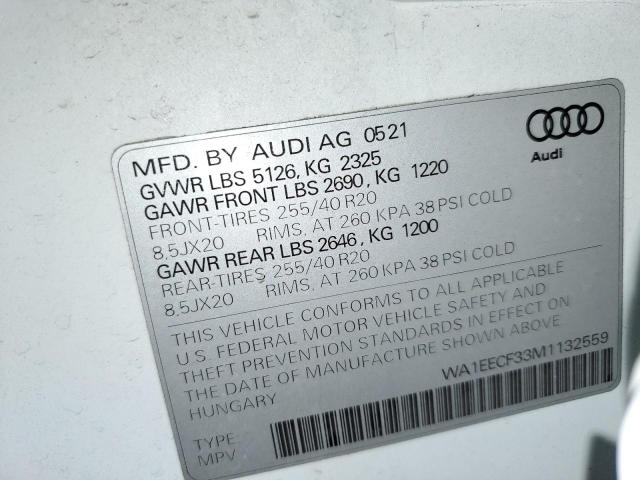 MFD. BY AUDI AG 0521
Audi
GVWR LBS 5126, KG 2325
GAWR FRONT LBS 2690, KG 1220
FRONT-TIRES 255/40 R20
8,5JX20 RIMS, AT 260 KPA 38 PSI COLD
GAWR REAR LBS 2646, KG 1200
REAR-TIRES 255/40 R20
8,5JX20 RIMS, AT 260 KPA 38 PSI COLD
THIS VEHICLE CONFORMS TO ALL APPLICABLE
U.S. FEDERAL MOTOR VEHICLE SAFETY AND
THEFT PREVENTION STANDARDS IN EFFECT ON
THE DATE OF MANUFACTURE SHOWN ABOVE
HUNGARY
WA1EECF33M1132559
TYPE
MPV